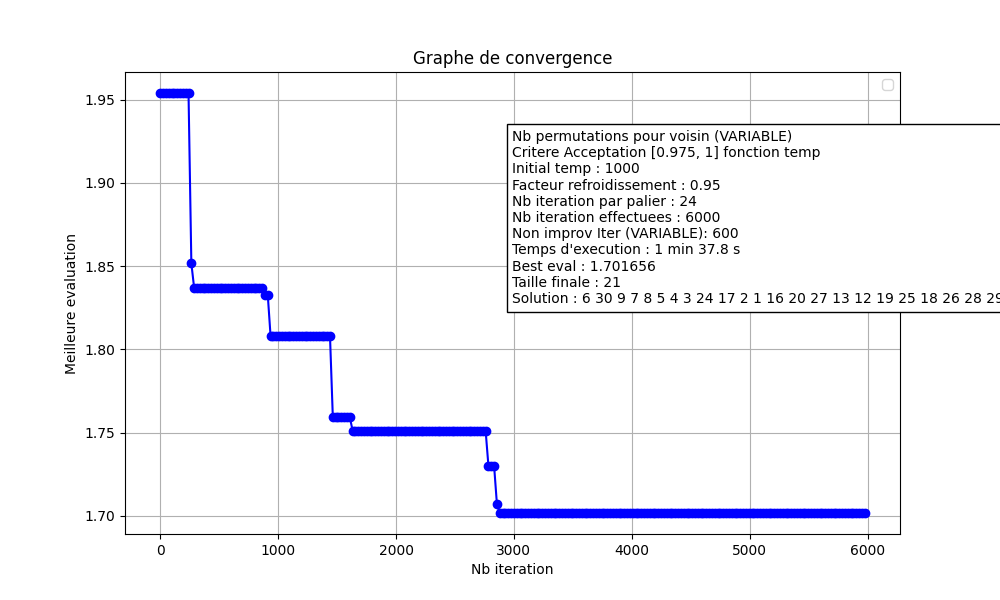 Graphe de convergence
Meilleure evaluation
1.95
1.90
1.85
1.80
1.75
1.70
Nb permutations pour voisin (VARIABLE)
Critere Acceptation [0.975, 1] fonction temp
Initial temp : 1000
Facteur refroidissement : 0.95
Nb iteration par palier : 24
Nb iteration effectuees : 6000
Non improv Iter (VARIABLE): 600
Temps d'execution : 1 min 37.8 s
Best eval : 1.701656
Taille finale : 21
Solution : 6 30 9 7 8 5 4 3 24 17 2 1 16 20 27 13 12 19 25 18 26 28 29
0 1000 2000 3000 4000 5000 6000
Nb iteration